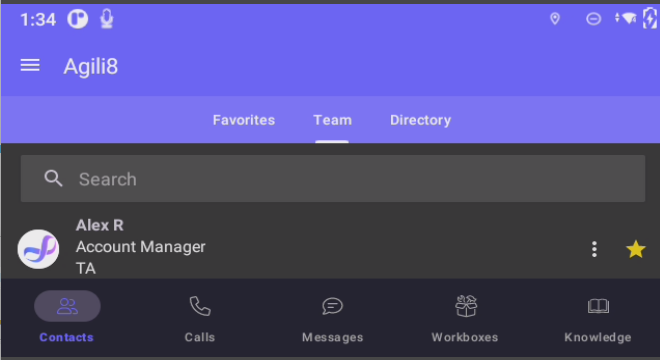 1:34
Agili8
Favorites Team Directory
Search
Alex R
Account Manager
TA
Contacts Calls Messages Workboxes Knowledge